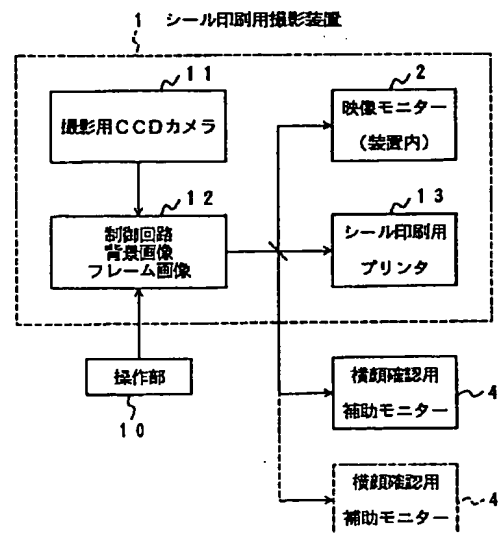 1 シール印刷用撮影装置
11
撮影用CCDカメラ
2
映像モニター
(装置内)
12
制御回路
背景画像
フレーム画像
13
シール印刷用
プリンタ
操作部
10
横顔確認用
補助モニター
4
横顔確認用
補助モニター
4